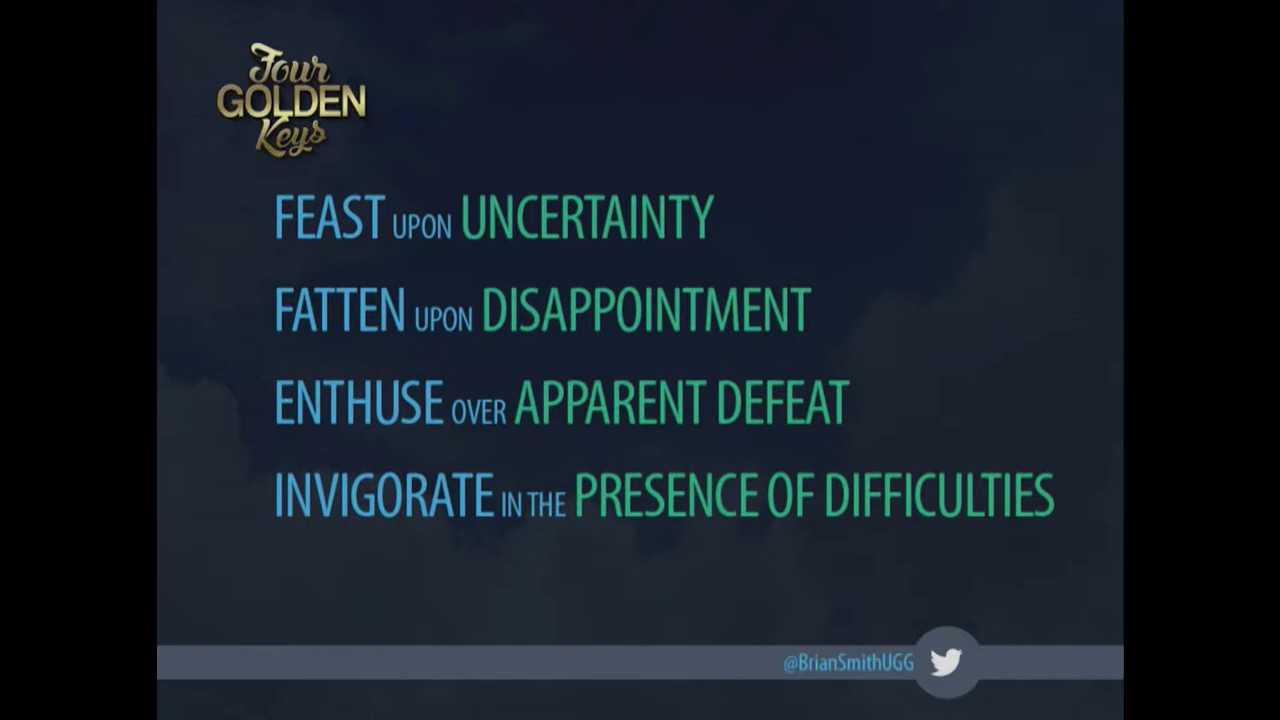 Four
GOLDEN
Keys
FEAST UPON UNCERTAINTY
FATTEN UPON DISAPPOINTMENT
ENTHUSE OVER APPARENT DEFEAT
INVIGORATE IN THE PRESENCE OF DIFFICULTIES
@BrianSmithUGG